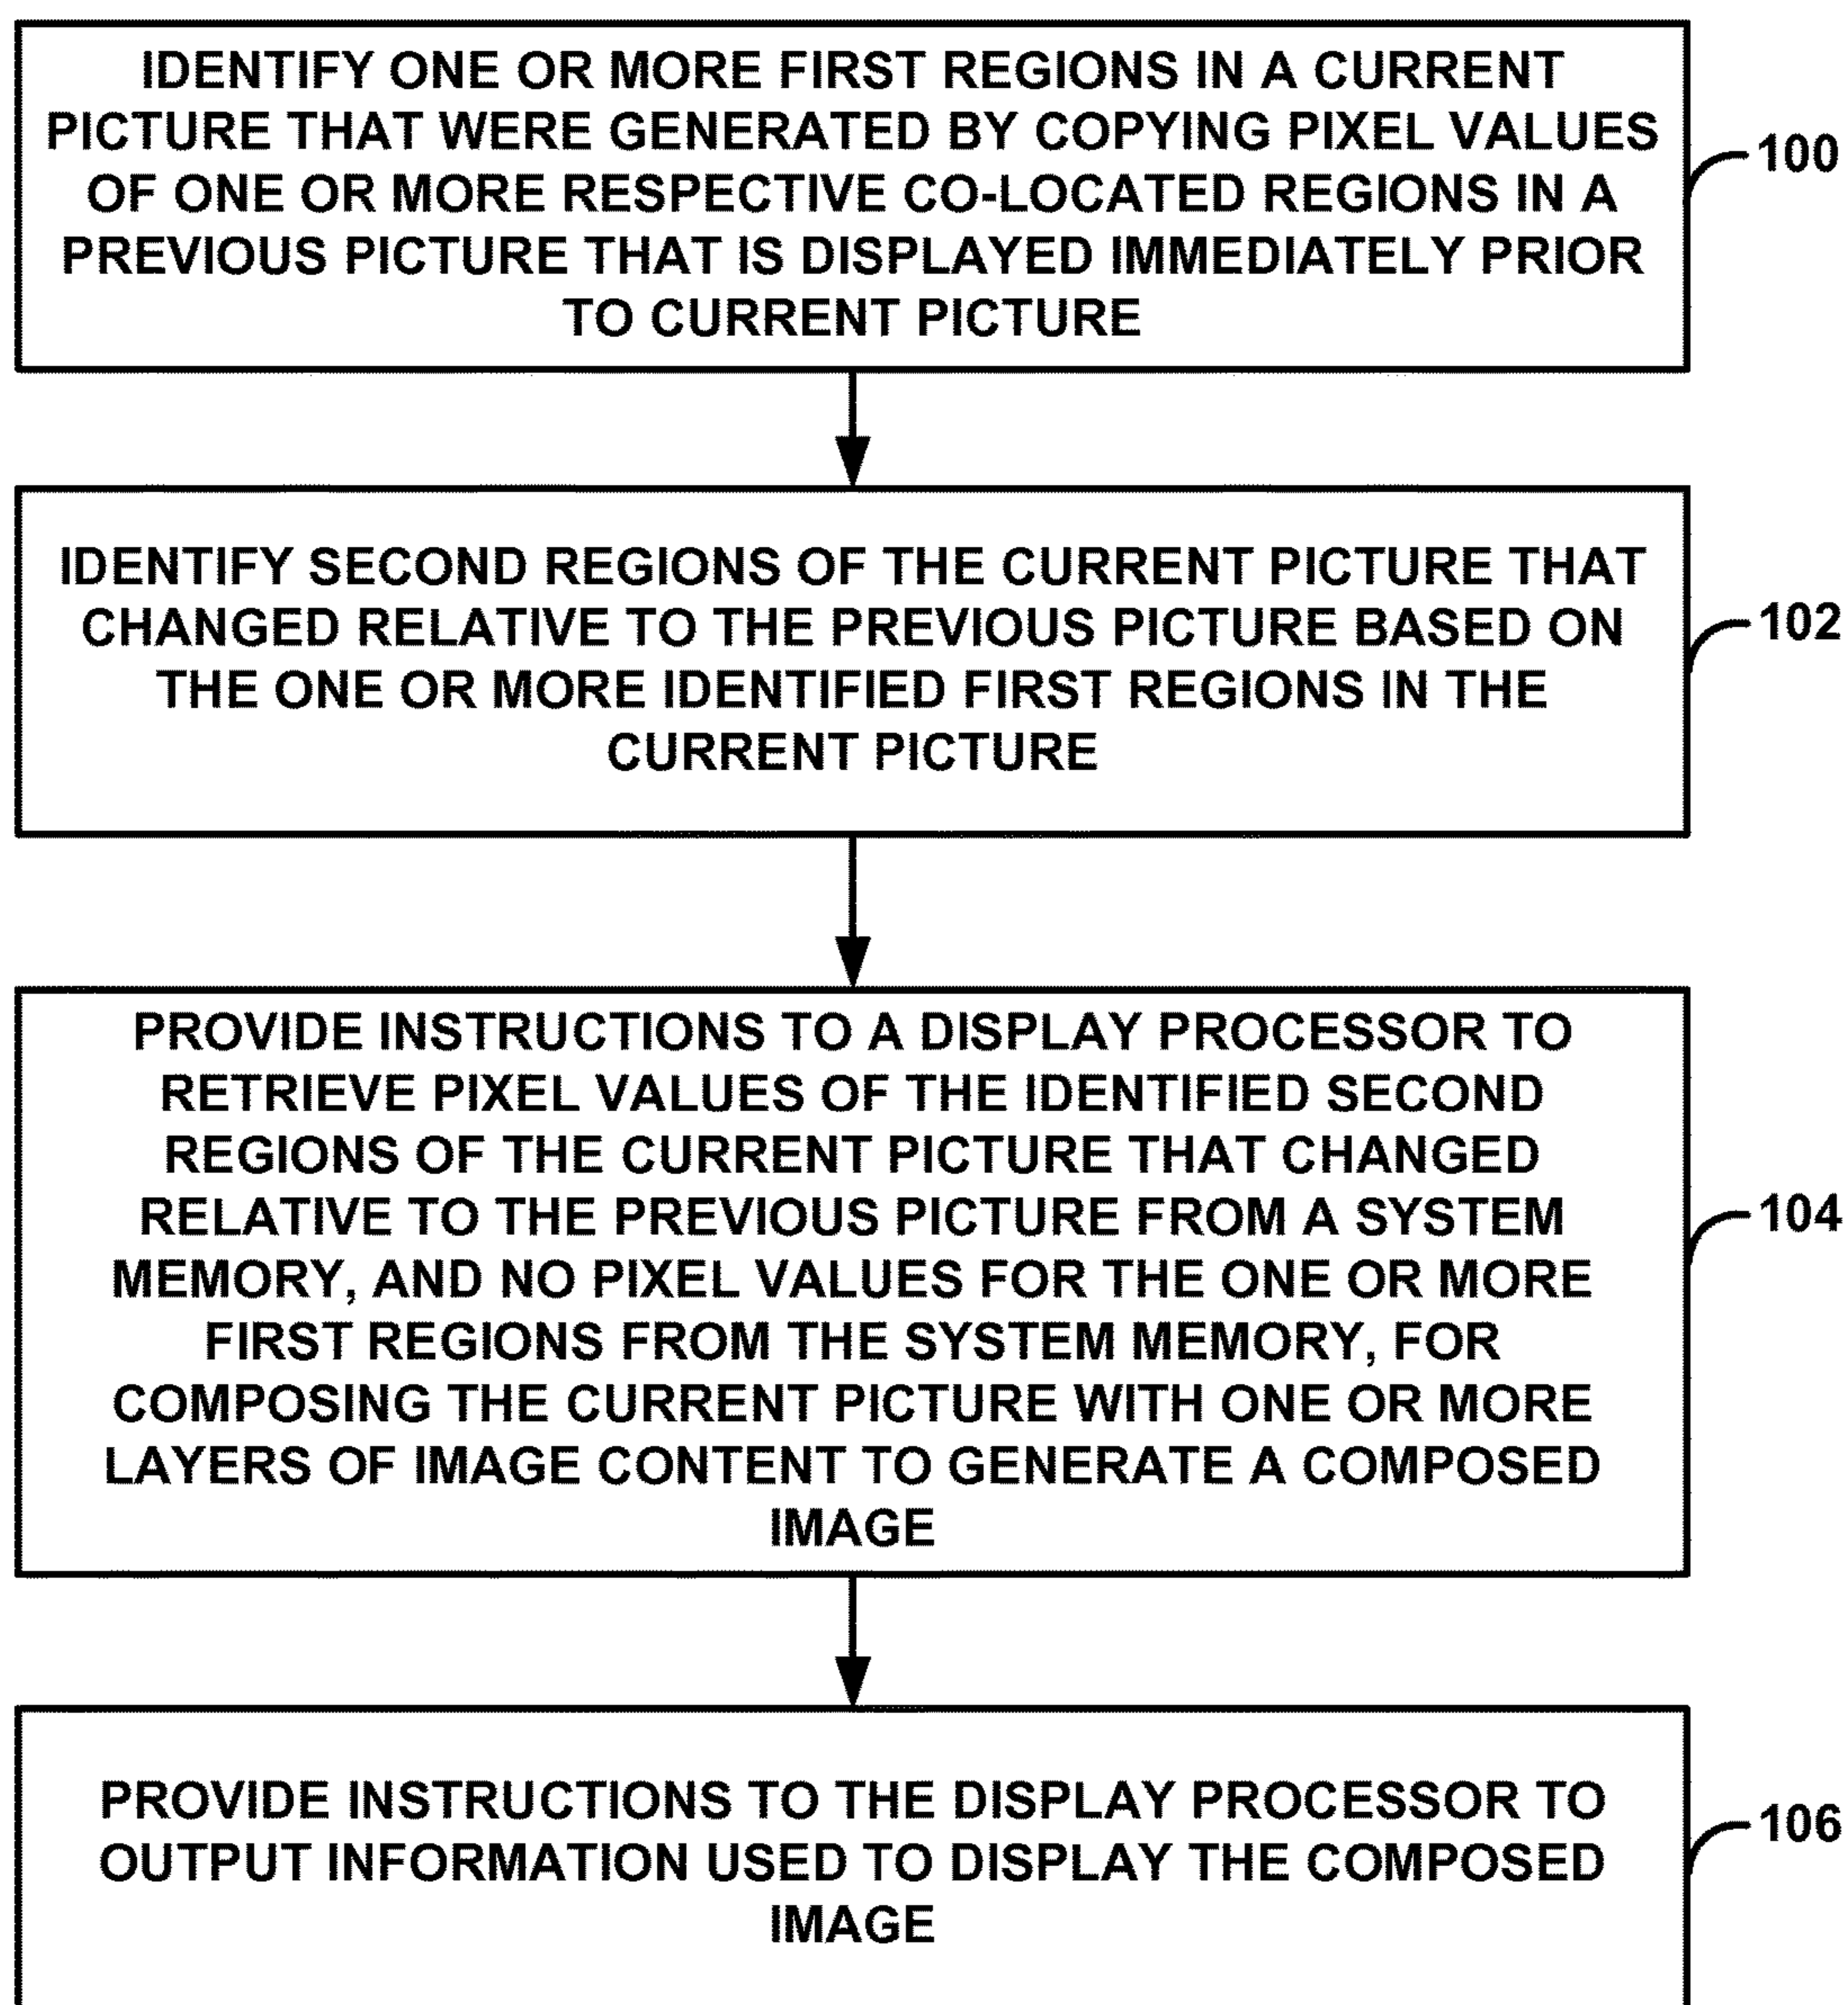 IDENTIFY ONE OR MORE FIRST REGIONS IN A CURRENT
PICTURE THAT WERE GENERATED BY COPYING PIXEL VALUES
OF ONE OR MORE RESPECTIVE CO-LOCATED REGIONS IN A
PREVIOUS PICTURE THAT IS DISPLAYED IMMEDIATELY PRIOR
TO CURRENT PICTURE
100
IDENTIFY SECOND REGIONS OF THE CURRENT PICTURE THAT
CHANGED RELATIVE TO THE PREVIOUS PICTURE BASED ON
THE ONE OR MORE IDENTIFIED FIRST REGIONS IN THE
CURRENT PICTURE
102
PROVIDE INSTRUCTIONS TO A DISPLAY PROCESSOR TO
RETRIEVE PIXEL VALUES OF THE IDENTIFIED SECOND
REGIONS OF THE CURRENT PICTURE THAT CHANGED
RELATIVE TO THE PREVIOUS PICTURE FROM A SYSTEM
MEMORY, AND NO PIXEL VALUES FOR THE ONE OR MORE
FIRST REGIONS FROM THE SYSTEM MEMORY, FOR
COMPOSING THE CURRENT PICTURE WITH ONE OR MORE
LAYERS OF IMAGE CONTENT TO GENERATE A COMPOSED
IMAGE
104
PROVIDE INSTRUCTIONS TO THE DISPLAY PROCESSOR TO
OUTPUT INFORMATION USED TO DISPLAY THE COMPOSED
IMAGE
106